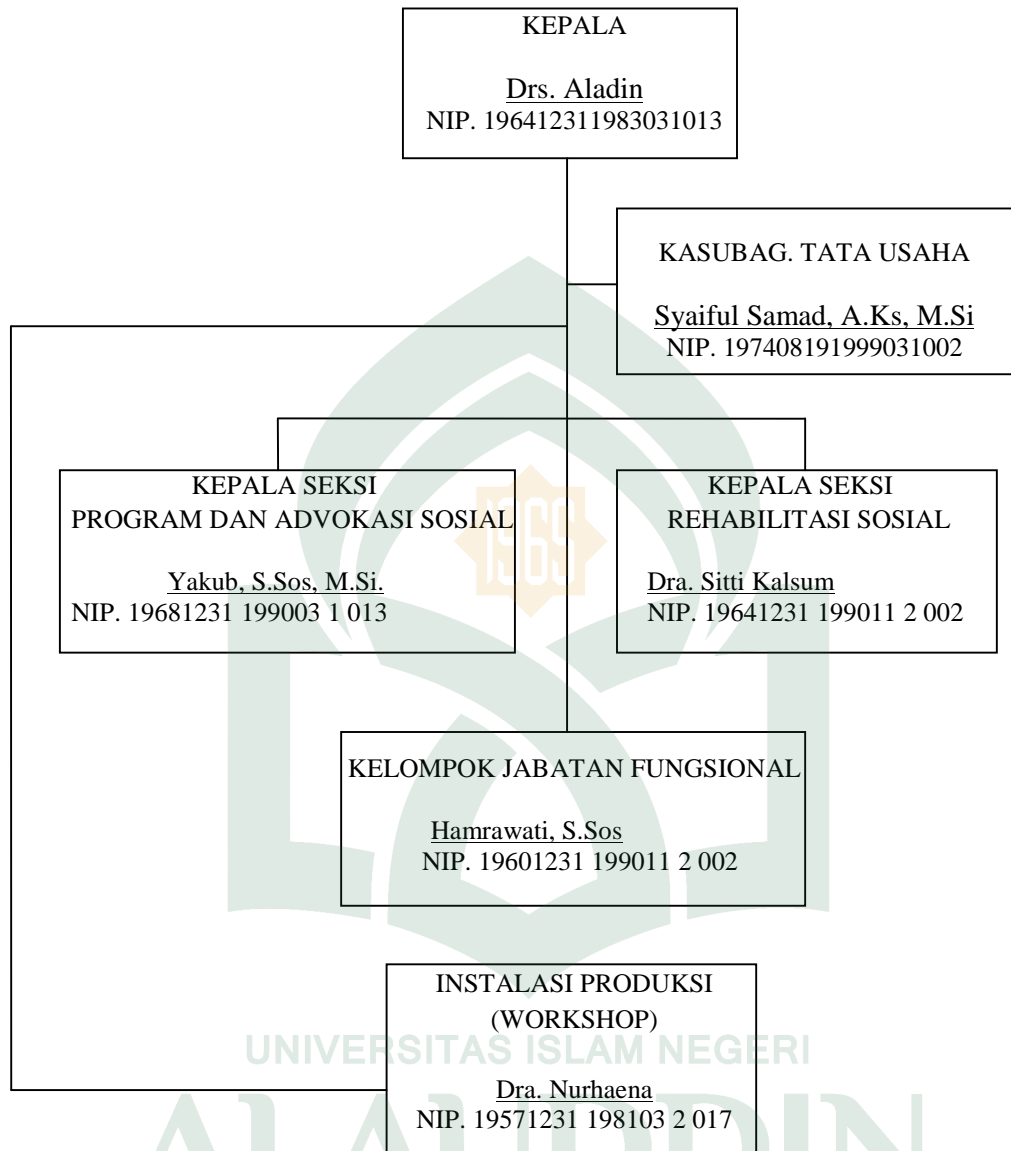 KEPALA
Drs. Aladin
NIP. 196412311983031013
KASUBAG. TATA USAHA
Syaiful Samad, A.Ks, M.Si
NIP. 197408191999031002
KEPALA SEKSI
PROGRAM DAN ADVOKASI SOSIAL
Yakub, S.Sos, M.Si.
NIP. 19681231 199003 1 013
KEPALA SEKSI
REHABILITASI SOSIAL
Dra. Sitti Kalsum
NIP. 19641231 199011 2 002
1965
KELOMPOK JABATAN FUNGSIONAL
Hamrawati, S.Sos
NIP. 19601231 199011 2 002
INSTALASI PRODUKSI
(WORKSHOP)
UNIVERSITAS ISLAM NEGERI
Dra. Nurhaena
NIP. 19571231 198103 2 017
ALAUDDIN